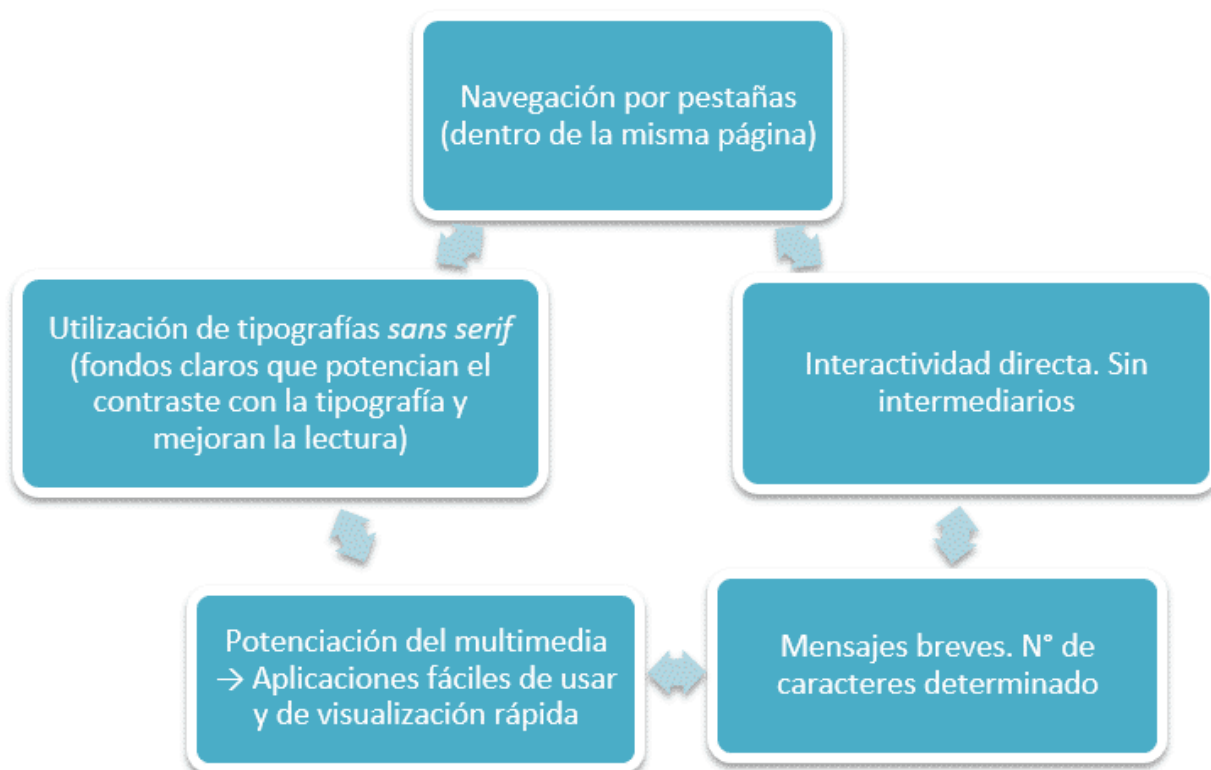 Navegación por pestañas
(dentro de la misma página)
Utilización de tipografías sans serif
(fondos claros que potencian el
contraste con la tipografía y
mejoran la lectura)
Interactividad directa. Sin
intermediarios
Potenciación del multimedia
→ Aplicaciones fáciles de usar
y de visualización rápida
Mensajes breves. N° de
caracteres determinado